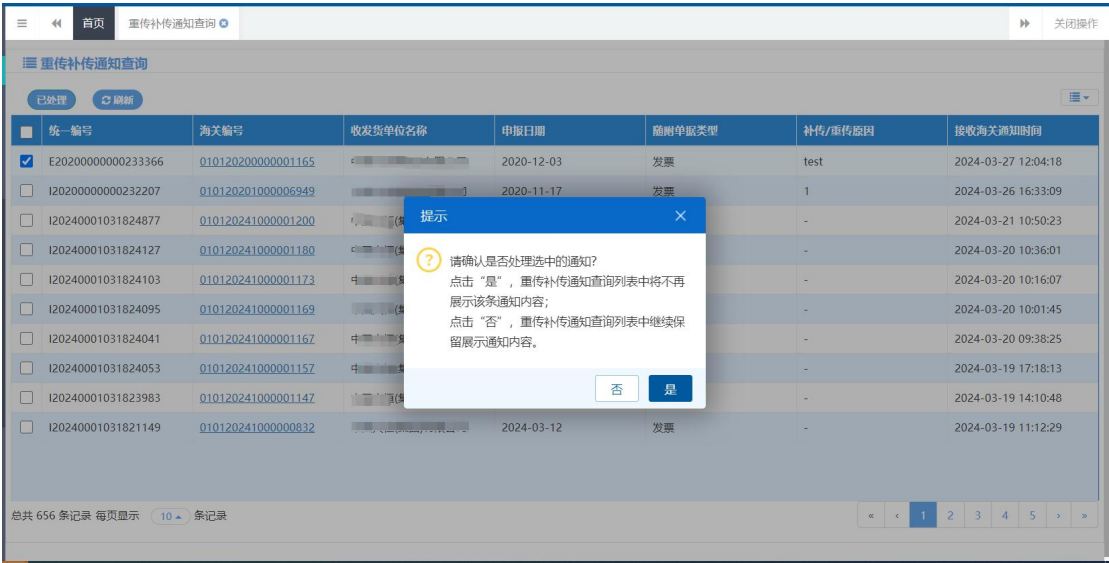 首页 重传补传通知查询 关闭操作
重传补传通知查询
已处理 刷新
统一编号 海关编号 收发货单位名称 申报日期 随附单据类型 补传/重传原因 接收海关通知时间
E20200000000233366 010120200000001165 2020-12-03 发票 test 2024-03-27 12:04:18
I20200000000232207 010120201000006949 2020-11-17 发票 1 2024-03-26 16:33:09
I20240001031824877 010120241000001200 - 2024-03-21 10:50:23
I20240001031824127 010120241000001180 - 2024-03-20 10:36:01
I20240001031824103 010120241000001173 - 2024-03-20 10:16:07
I20240001031824095 010120241000001169 - 2024-03-20 10:01:45
I20240001031824041 010120241000001167 - 2024-03-20 09:38:25
I20240001031824053 010120241000001157 - 2024-03-19 17:18:13
I20240001031823983 010120241000001147 - 2024-03-19 14:10:48
I20240001031821149 010120241000000832 2024-03-12 发票 - 2024-03-19 11:12:29
提示
请确认是否处理选中的通知?
点击“是”，重传补传通知查询列表中将不再
展示该条通知内容;
点击“否”，重传补传通知查询列表中继续保
留展示通知内容。
否 是
总共 656 条记录 每页显示 10 条记录 « ‹ 1 2 3 4 5 › »